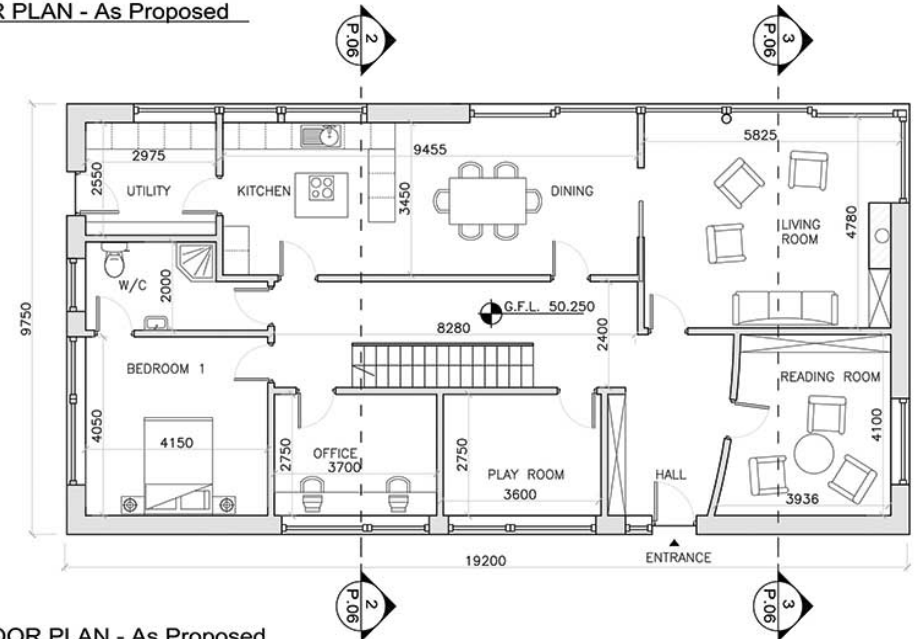 R PLAN - As Proposed
2
P.06
3
P.06
5825
2975
9455
2550
UTILITY
KITCHEN
3450
DINING
LIVING
ROOM
4780
W/C
2000
G.F.L. 50.250
9750
8280
2400
BEDROOM 1
READING ROOM
4050
4150
2750
OFFICE
3700
2750
PLAY ROOM
3600
HALL
4100
3936
ENTRANCE
19200
2
P.06
3
P.06
OOR PLAN - As Proposed